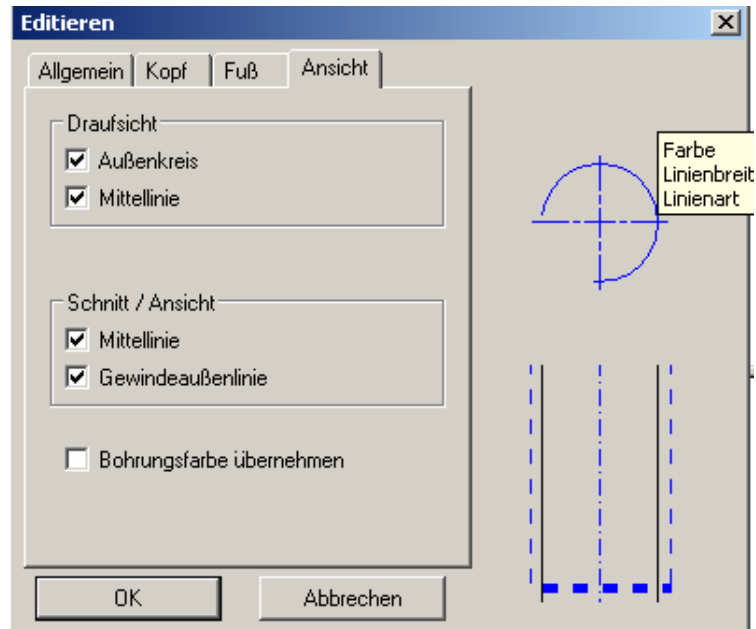 Editieren
Allgemein Kopf Fuß Ansicht
Draufsicht
Außenkreis
Mittellinie
Farbe
Linienbreit
Linienart
Schnitt / Ansicht
Mittellinie
Gewindeaußenlinie
Bohrungsfarbe übernehmen
OK Abbrechen